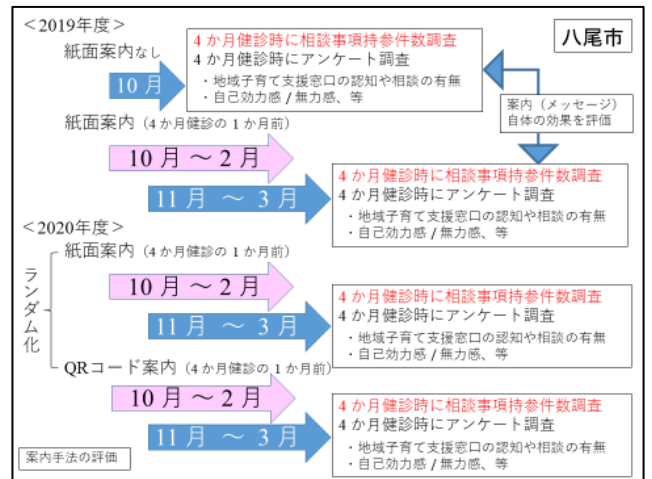 <2019年度>
八尾市
紙面案内なし
10 月
4 か月健診時に相談事項持参件数調査
4 か月健診時にアンケート調査
・地域子育て支援窓口の認知や相談の有無
・自己効力感 / 無力感、等
案内（メッセージ）
自体の効果を評価
紙面案内（4 か月健診の 1 か月前）
10 月 ～ 2 月
11 月 ～ 3 月
4 か月健診時に相談事項持参件数調査
4 か月健診時にアンケート調査
・地域子育て支援窓口の認知や相談の有無
・自己効力感 / 無力感、等
<2020年度>
ランダム化
紙面案内（4 か月健診の 1 か月前）
10 月 ～ 2 月
11 月 ～ 3 月
4 か月健診時に相談事項持参件数調査
4 か月健診時にアンケート調査
・地域子育て支援窓口の認知や相談の有無
・自己効力感 / 無力感、等
QRコード案内（4 か月健診の 1 か月前）
10 月 ～ 2 月
11 月 ～ 3 月
4 か月健診時に相談事項持参件数調査
4 か月健診時にアンケート調査
・地域子育て支援窓口の認知や相談の有無
・自己効力感 / 無力感、等
案内手法の評価